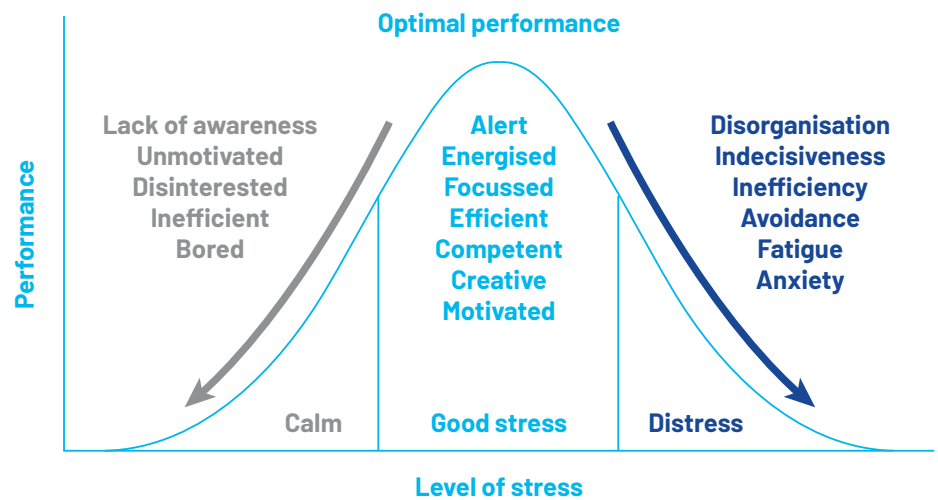 Optimal performance
Lack of awareness
Unmotivated
Disinterested
Inefficient
Bored
Alert
Energised
Focussed
Efficient
Competent
Creative
Motivated
Disorganisation
Indecisiveness
Inefficiency
Avoidance
Fatigue
Anxiety
Performance
Calm
Good stress
Distress
Level of stress